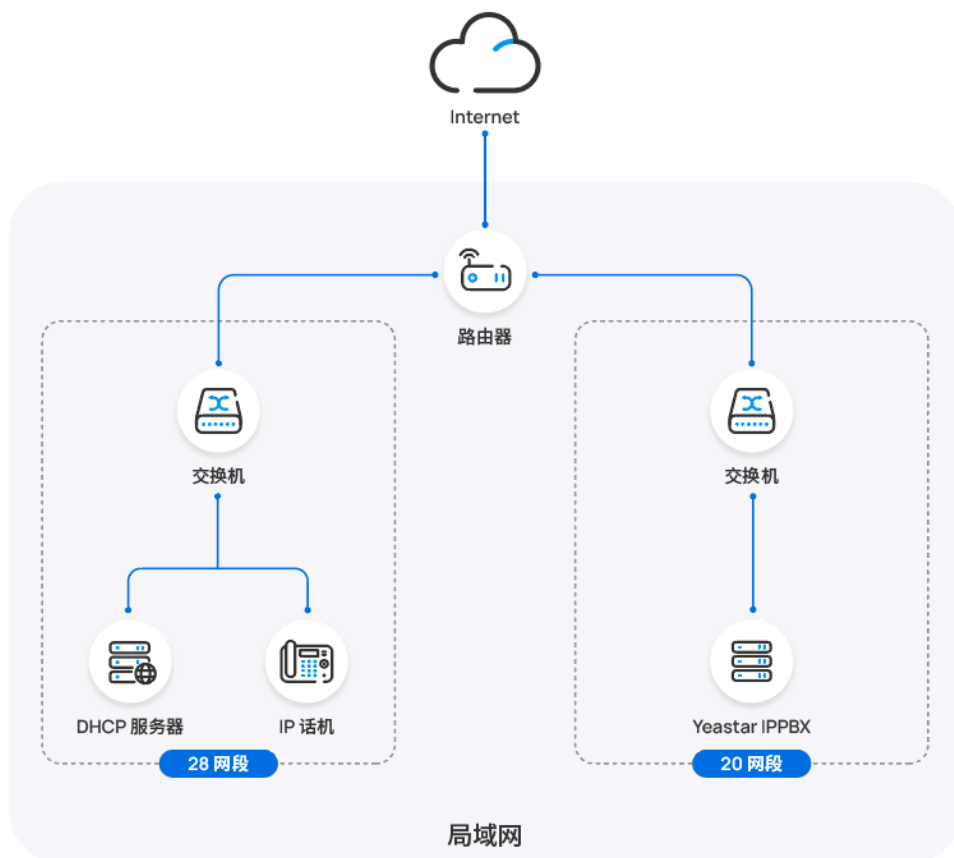 Internet
路由器
交换机
交换机
DHCP 服务器
IP 话机
Yeastar IPPBX
28 网段
20 网段
局域网